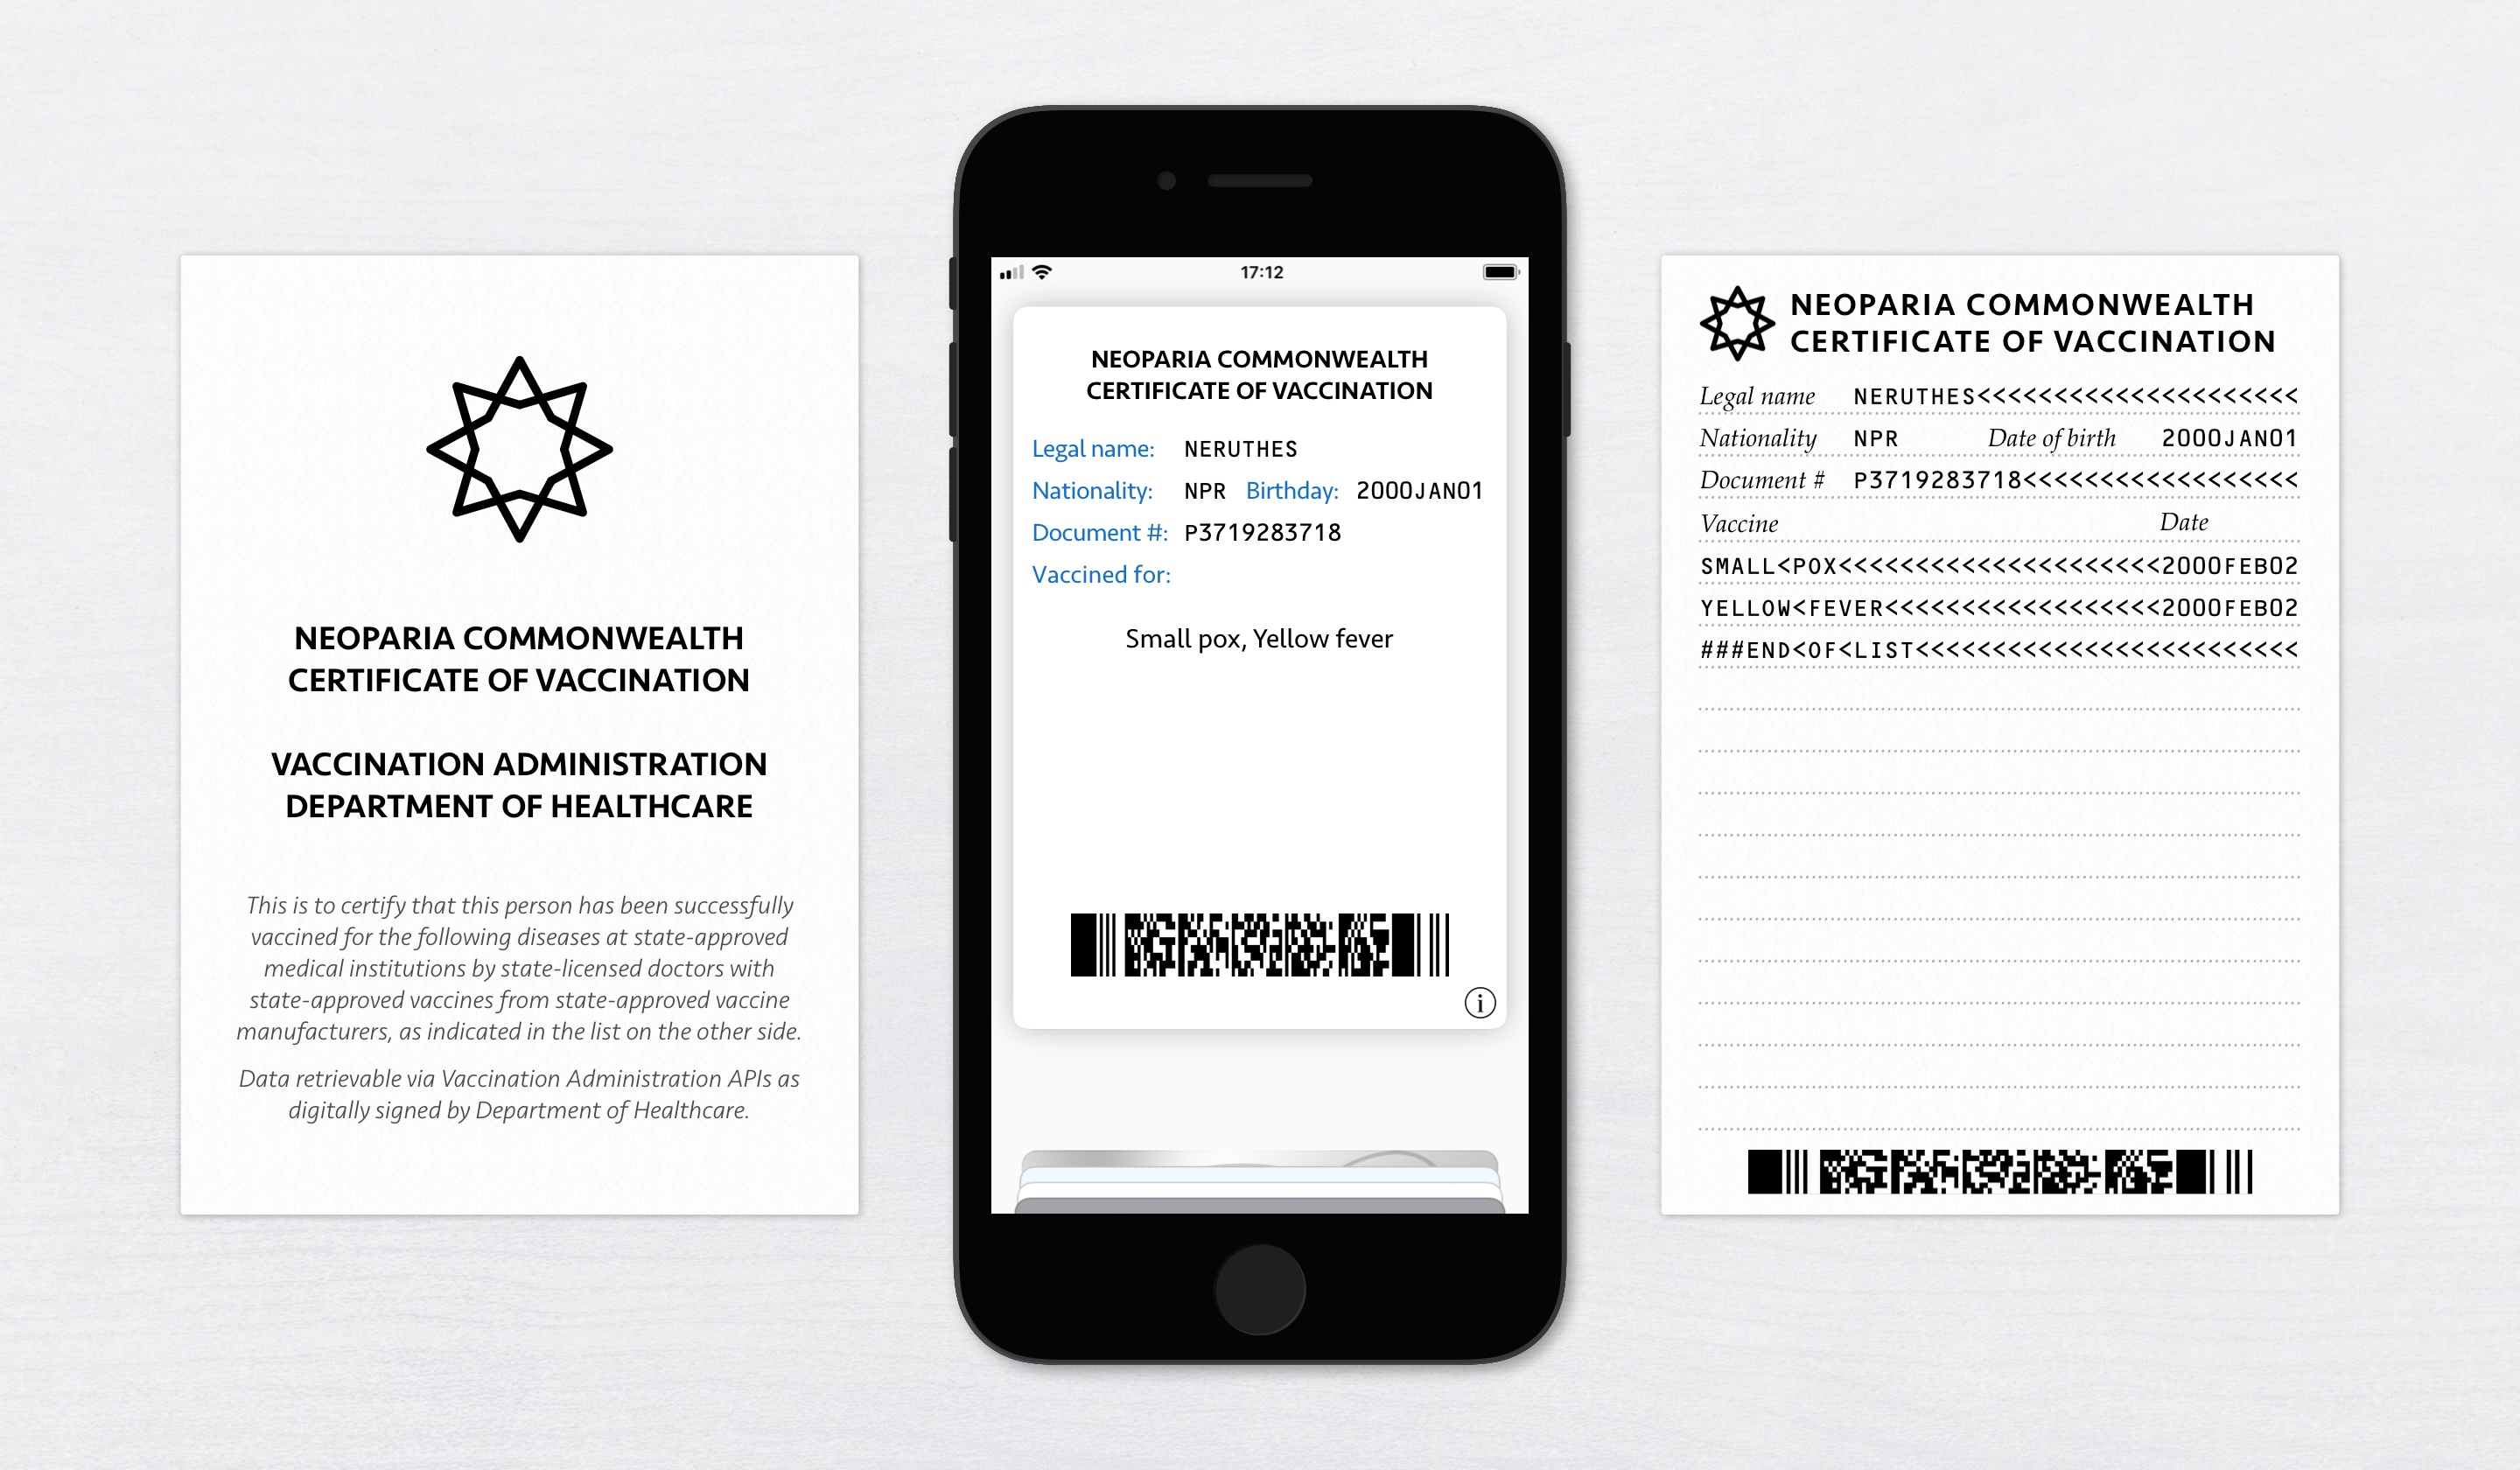 NEOPARIA COMMONWEALTH
CERTIFICATE OF VACCINATION
VACCINATION ADMINISTRATION
DEPARTMENT OF HEALTHCARE
This is to certify that this person has been successfully
vaccined for the following diseases at state-approved
medical institutions by state-licensed doctors with
state-approved vaccines from state-approved vaccine
manufacturers, as indicated in the list on the other side.
Data retrievable via Vaccination Administration APIs as
digitally signed by Department of Healthcare.
17:12
NEOPARIA COMMONWEALTH
CERTIFICATE OF VACCINATION
Legal name: NERUTHES
Nationality: NPR Birthday: 2000JAN01
Document #: P3719283718
Vaccined for:
Small pox, Yellow fever
i
NEOPARIA COMMONWEALTH
CERTIFICATE OF VACCINATION
Legal name NERUTHES<<<<<<<<<<<<<<<<<<<<<
Nationality NPR Date of birth 2000JAN01
Document # P3719283718<<<<<<<<<<<<<<<<<<
Vaccine Date
SMALL<POX<<<<<<<<<<<<<<<<<<<<<2000FEB02
YELLOW<FEVER<<<<<<<<<<<<<<<<<<2000FEB02
###END<OF<LIST<<<<<<<<<<<<<<<<<<<<<<<<<